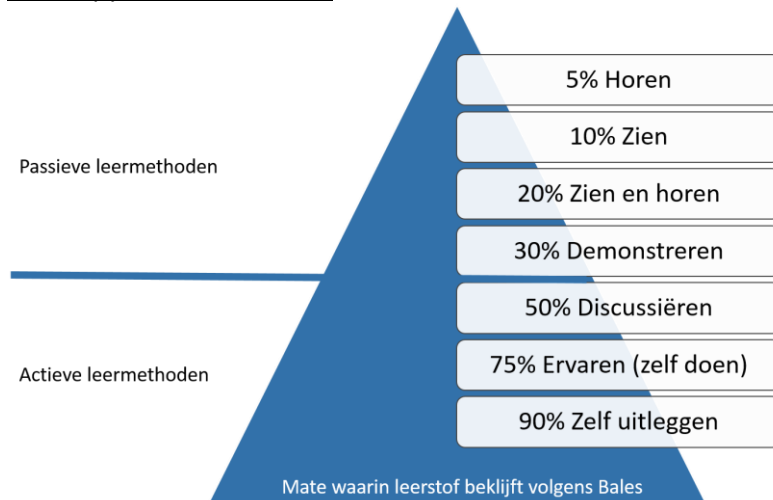 5% Horen
10% Zien
Passieve leermethoden
20% Zien en horen
30% Demonstreren
50% Discussiëren
Actieve leermethoden
75% Ervaren (zelf doen)
90% Zelf uitleggen
Mate waarin leerstof beklijft volgens Bales